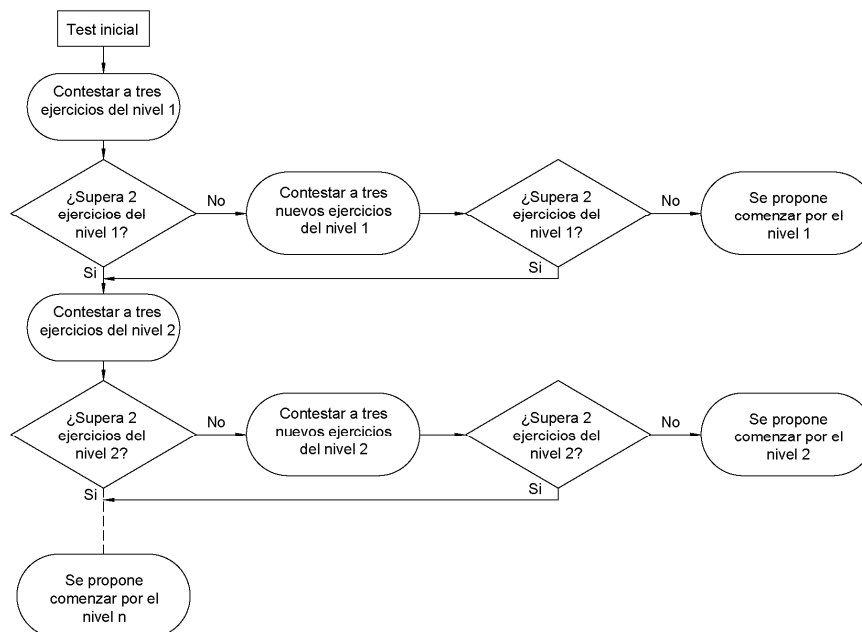 Test inicial
Contestar a tres
ejercicios del nivel 1
¿Supera 2
ejercicios del
nivel 1?
No
Contestar a tres
nuevos ejercicios
del nivel 1
¿Supera 2
ejercicios del
nivel 1?
No
Se propone
comenzar por el
nivel 1
Si
Si
Contestar a tres
ejercicios del nivel 2
¿Supera 2
ejercicios del
nivel 2?
No
Contestar a tres
nuevos ejercicios
del nivel 2
¿Supera 2
ejercicios del
nivel 2?
No
Se propone
comenzar por el
nivel 2
Si
Si
Se propone
comenzar por el
nivel n